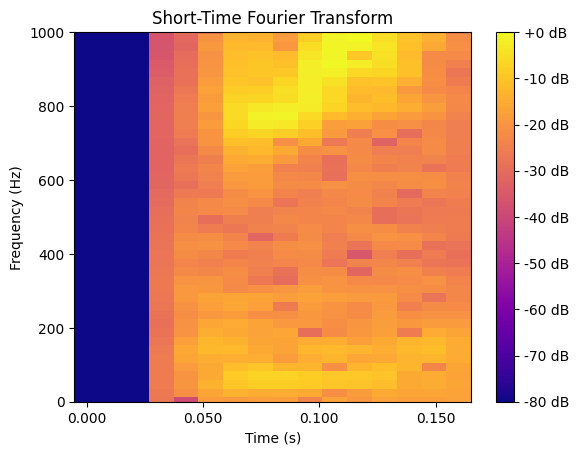 Short-Time Fourier Transform
1000
800
600
400
200
0
Frequency (Hz)
0.000
0.050
0.100
0.150
Time (s)
+0 dB
-10 dB
-20 dB
-30 dB
-40 dB
-50 dB
-60 dB
-70 dB
-80 dB